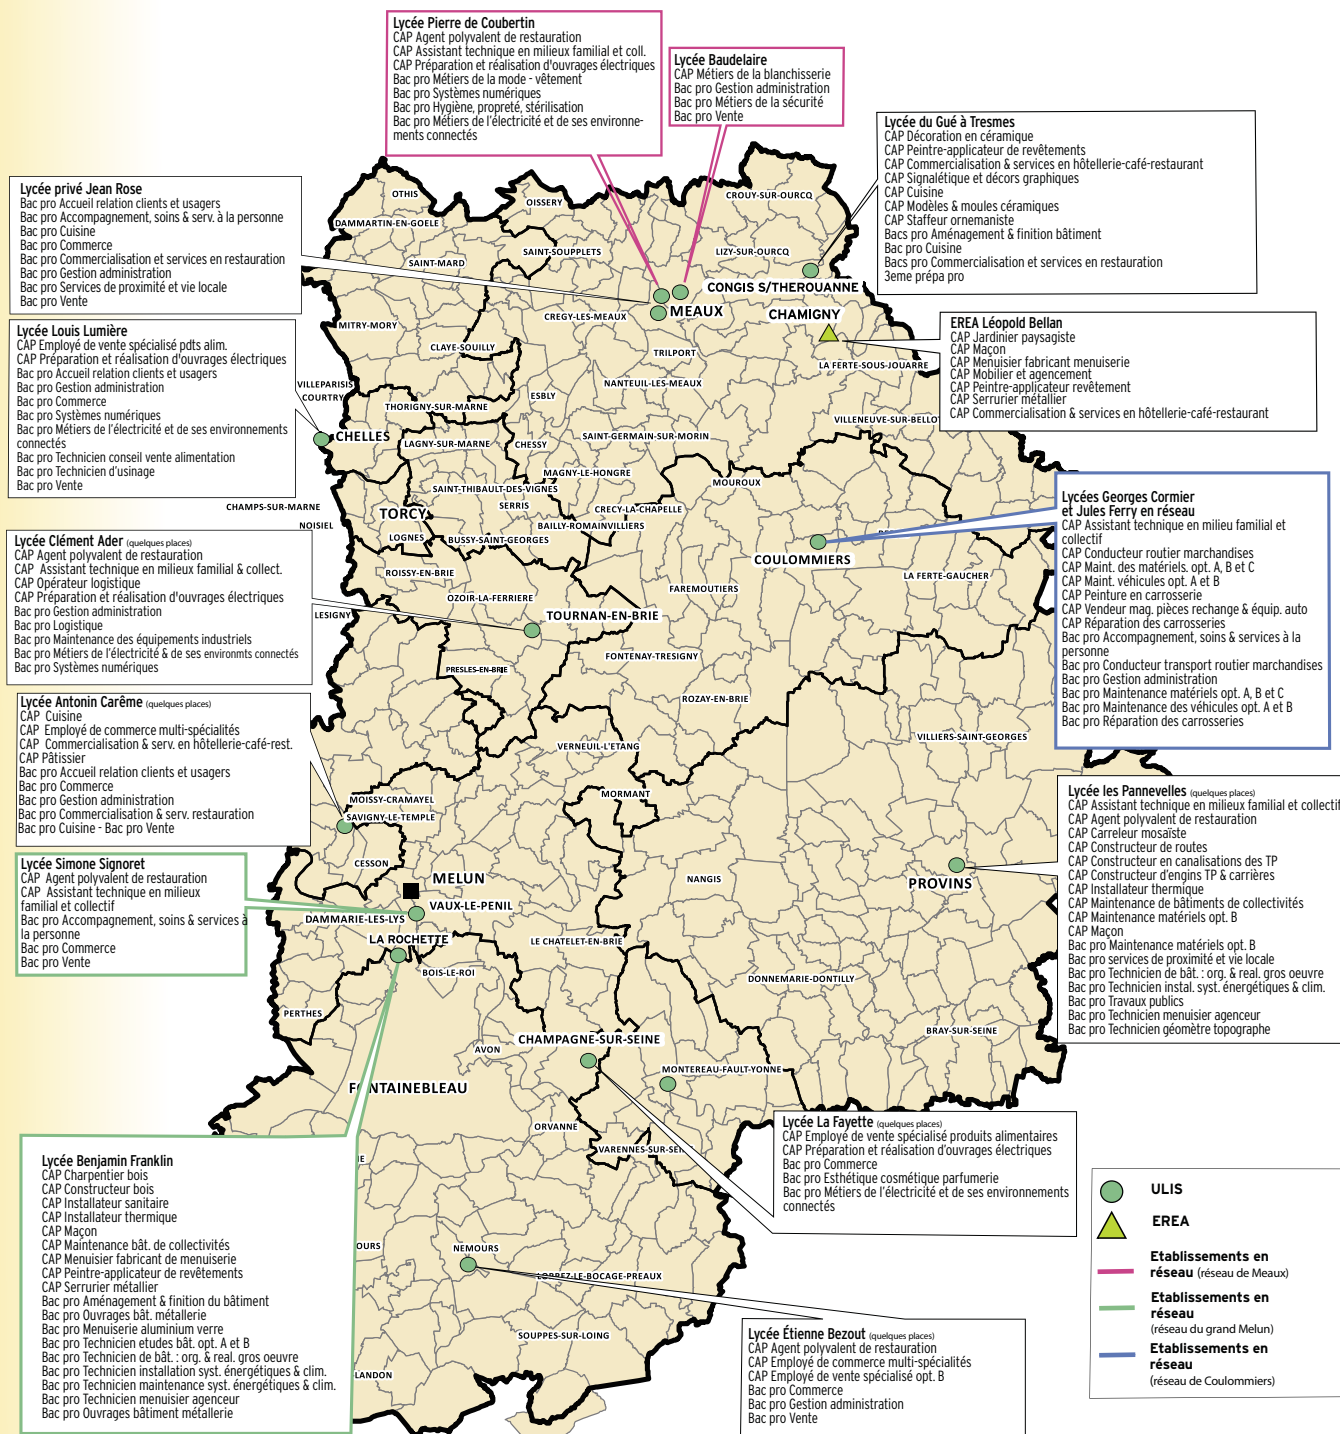 Lycée Pierre de Coubertin
CAP Agent polyvalent de restauration
CAP Assistant technique en milieux familial et coll.
CAP Préparation et réalisation d'ouvrages électriques
Bac pro Métiers de la mode - vêtement
Bac pro Systèmes numériques
Bac pro Hygiène, propreté, stérilisation
Bac pro Métiers de l'électricité et de ses environne-
ments connectés
Lycée Baudelaire
CAP Métiers de la blanchisserie
Bac pro Gestion administration
Bac pro Métiers de la sécurité
Bac pro Vente
Lycée du Gué à Tresmes
CAP Décoration en céramique
CAP Peintre-applicateur de revêtements
CAP Commercialisation & services en hôtellerie-café-restaurant
CAP Signalétique et décors graphiques
CAP Cuisine
CAP Modèles & moules céramiques
CAP Staffeur ornemaniste
Bacs pro Aménagement & finition bâtiment
Bac pro Cuisine
Bacs pro Commercialisation et services en restauration
3eme prépa pro
Lycée privé Jean Rose
Bac pro Accueil relation clients et usagers
Bac pro Accompagnement, soins & serv. à la personne
Bac pro Cuisine
Bac pro Commerce
Bac pro Commercialisation et services en restauration
Bac pro Gestion administration
Bac pro Services de proximité et vie locale
Bac pro Vente
EREA Léopold Bellan
CAP Jardinier paysagiste
CAP Maçon
CAP Menuisier fabricant menuiserie
CAP Mobilier et agencement
CAP Peintre-applicateur revêtement
CAP Serrurier métallier
CAP Commercialisation & services en hôtellerie-café-restaurant
Lycée Louis Lumière
CAP Employé de vente spécialisé pdts alim.
CAP Préparation et réalisation d'ouvrages électriques
Bac pro Accueil relation clients et usagers
Bac pro Gestion administration
Bac pro Commerce
Bac pro Systèmes numériques
Bac pro Métiers de l'électricité et de ses environnements
connectés
Bac pro Technicien conseil vente alimentation
Bac pro Technicien d'usinage
Bac pro Vente
Lycées Georges Cormier
et Jules Ferry en réseau
CAP Assistant technique en milieu familial et
collectif
CAP Conducteur routier marchandises
CAP Maint. des matériels. opt. A, B et C
CAP Maint. véhicules opt. A et B
CAP Peinture en carrosserie
CAP Vendeur mag. pièces rechange & équip. auto
CAP Réparation des carrosseries
Bac pro Accompagnement, soins & services à la
personne
Bac pro Conducteur transport routier marchandises
Bac pro Gestion administration
Bac pro Maintenance matériels opt. A, B et C
Bac pro Maintenance des véhicules opt. A et B
Bac pro Réparation des carrosseries
Lycée Clément Ader (quelques places)
CAP Agent polyvalent de restauration
CAP Assistant technique en milieux familial & collect.
CAP Opérateur logistique
CAP Préparation et réalisation d'ouvrages électriques
Bac pro Gestion administration
Bac pro Logistique
Bac pro Maintenance des équipements industriels
Bac pro Métiers de l'électricité & de ses environmts connectés
Bac pro Systèmes numériques
Lycée Antonin Carême (quelques places)
CAP Cuisine
CAP Employé de commerce multi-spécialités
CAP Commercialisation & serv. en hôtellerie-café-rest.
CAP Pâtissier
Bac pro Accueil relation clients et usagers
Bac pro Commerce
Bac pro Gestion administration
Bac pro Commercialisation & serv. restauration
Bac pro Cuisine - Bac pro Vente
Lycée les Pannevelles (quelques places)
CAP Assistant technique en milieux familial et collectif
CAP Agent polyvalent de restauration
CAP Carreleur mosaïste
CAP Constructeur de routes
CAP Constructeur en canalisations des TP
CAP Constructeur d'engins TP & carrières
CAP Installateur thermique
CAP Maintenance de bâtiments de collectivités
CAP Maintenance matériels opt. B
CAP Maçon
Bac pro Maintenance matériels opt. B
Bac pro services de proximité et vie locale
Bac pro Technicien de bât. : org. & real. gros oeuvre
Bac pro Technicien instal. syst. énergétiques & clim.
Bac pro Travaux publics
Bac pro Technicien menuisier agenceur
Bac pro Technicien géomètre topographe
Lycée Simone Signoret
CAP Agent polyvalent de restauration
CAP Assistant technique en milieux
familial et collectif
Bac pro Accompagnement, soins & services à
la personne
Bac pro Commerce
Bac pro Vente
Lycée La Fayette (quelques places)
CAP Employé de vente spécialisé produits alimentaires
CAP Préparation et réalisation d'ouvrages électriques
Bac pro Commerce
Bac pro Esthétique cosmétique parfumerie
Bac pro Métiers de l'électricité et de ses environnements
connectés
Lycée Benjamin Franklin
CAP Charpentier bois
CAP Constructeur bois
CAP Installateur sanitaire
CAP Installateur thermique
CAP Maçon
CAP Maintenance bât. de collectivités
CAP Menuisier fabricant de menuiserie
CAP Peintre-applicateur de revêtements
CAP Serrurier métallier
Bac pro Aménagement & finition du bâtiment
Bac pro Ouvrages bât. métallerie
Bac pro Menuiserie aluminium verre
Bac pro Technicien etudes bât. opt. A et B
Bac pro Technicien de bât. : org. & real. gros oeuvre
Bac pro Technicien installation syst. énergétiques & clim.
Bac pro Technicien maintenance syst. énergétiques & clim.
Bac pro Technicien menuisier agenceur
Bac pro Ouvrages bâtiment métallerie
Lycée Étienne Bezout (quelques places)
CAP Agent polyvalent de restauration
CAP Employé de commerce multi-spécialités
CAP Employé de vente spécialisé opt. B
Bac pro Commerce
Bac pro Gestion administration
Bac pro Vente
OTHIS
OISSERY
CROUY-SUR-OURCQ
DAMMARTIN-EN-GOELE
SAINT-SOUPPLETS
LIZY-SUR-OURCQ
SAINT-MARD
CONGIS S/THEROUANNE
MEAUX
CHAMIGNY
CREGY-LES-MEAUX
MITRY-MORY
CLAYE-SOUILLY
TRILPORT
LA FERTE-SOUS-JOUARRE
VILLEPARISIS
COURTRY
NANTEUIL-LES-MEAUX
ESBLY
THORIGNY-SUR-MARNE
VILLENEUVE-SUR-BELLOT
CHELLES
LAGNY-SUR-MARNE
CHESSY
SAINT-GERMAIN-SUR-MORIN
MAGNY-LE-HONGRE
MOUROUX
SAINT-THIBAULT-DES-VIGNES
SERRIS
CRECY-LA-CHAPELLE
CHAMPS-SUR-MARNE
TORCY
NOISIEL
BAILLY-ROMAINVILLIERS
LOGNES
BUSSY-SAINT-GEORGES
COULOMMIERS
ROISSY-EN-BRIE
LA FERTE-GAUCHER
FAREMOUTIERS
OZOIR-LA-FERRIERE
LESIGNY
TOURNAN-EN-BRIE
FONTENAY-TRESIGNY
PRESLES-EN-BRIE
ROZAY-EN-BRIE
VILLIERS-SAINT-GEORGES
VERNEUIL-L'ETANG
MOISSY-CRAMAYEL
MORMANT
SAVIGNY-LE-TEMPLE
CESSON
MELUN
NANGIS
PROVINS
VAUX-LE-PENIL
DAMMARIE-LES-LYS
LA ROCHETTE
LE CHATELET-EN-BRIE
BOIS-LE-ROI
DONNEMARIE-DONTILLY
PERTHES
BRAY-SUR-SEINE
CHAMPAGNE-SUR-SEINE
AVON
MONTEREAU-FAULT-YONNE
FONTAINEBLEAU
ORVANNE
VARENNES-SUR-SEINE
NEMOURS
LORREZ-LE-BOCAGE-PREAUX
SOUPPES-SUR-LOING
LANDON
OURS
ULIS
EREA
Etablissements en
réseau (réseau de Meaux)
Etablissements en
réseau
(réseau du grand Melun)
Etablissements en
réseau
(réseau de Coulommiers)